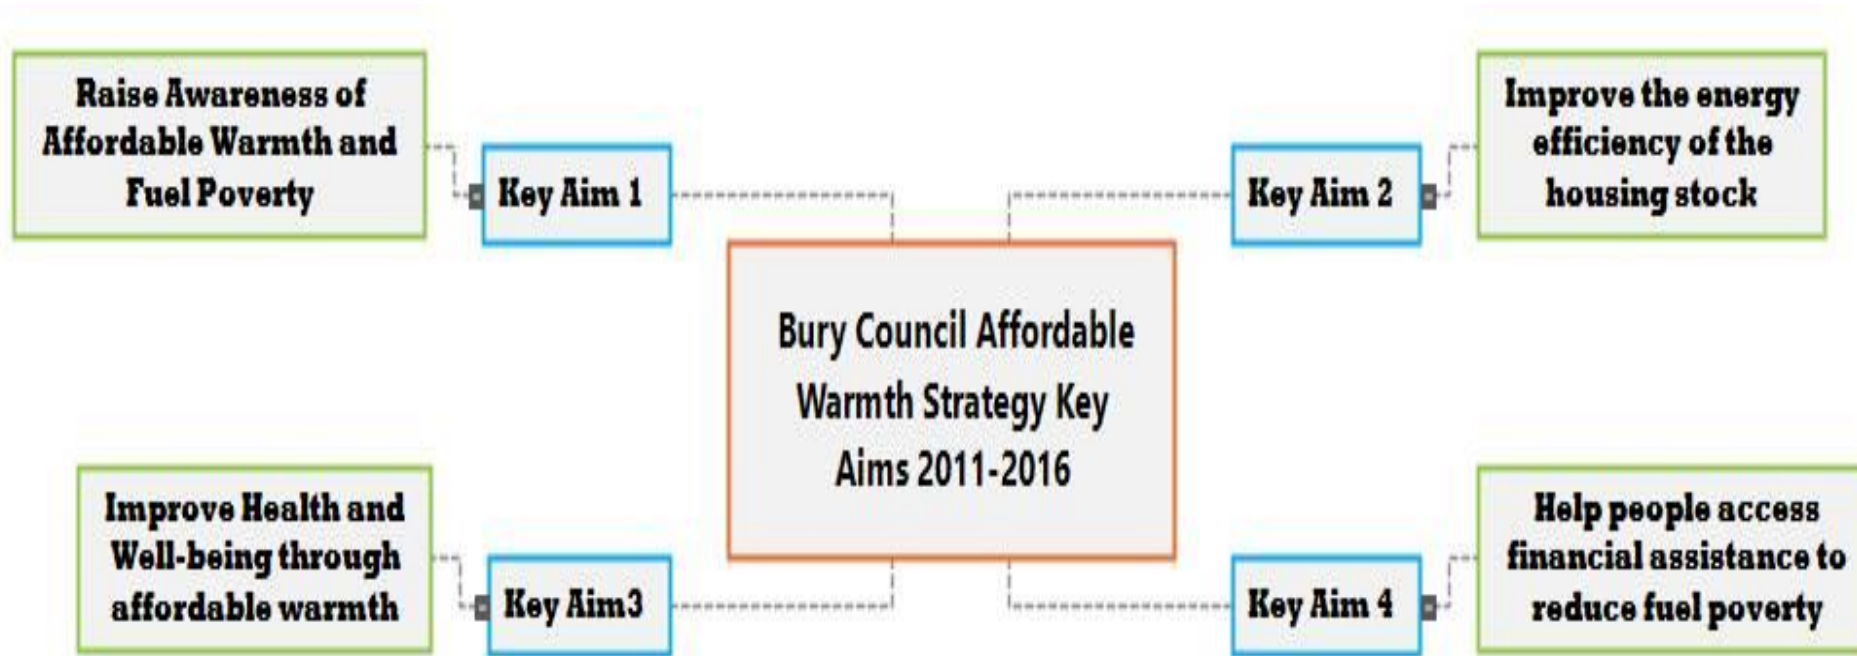 Raise Awareness of
Affordable Warmth and
Fuel Poverty
Key Aim 1
Key Aim 2
Improve the energy
efficiency of the
housing stock
Bury Council Affordable
Warmth Strategy Key
Aims 2011-2016
Improve Health and
Well-being through
affordable warmth
Key Aim3
Key Aim 4
Help people access
financial assistance to
reduce fuel poverty